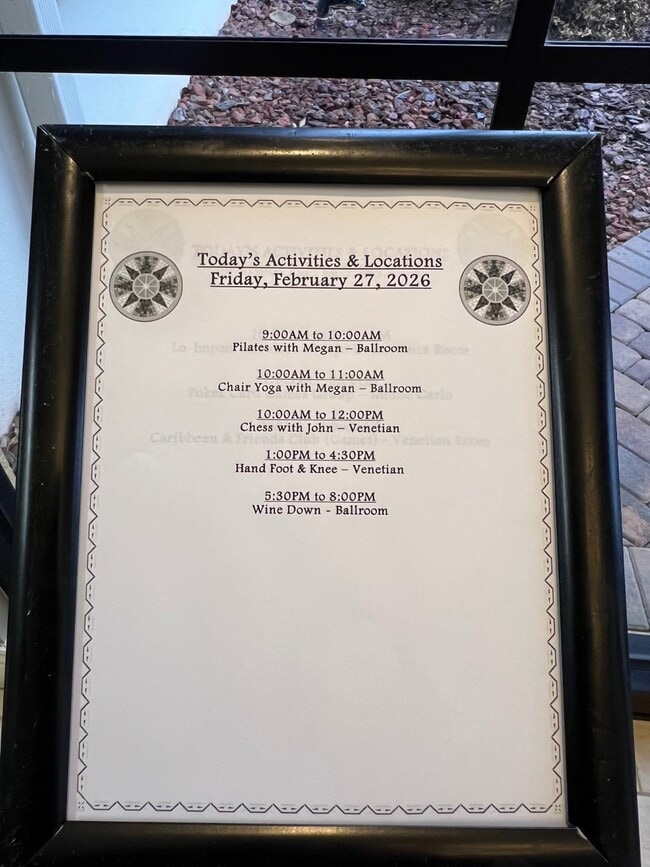 Today's Activities & Locations
Friday, February 27, 2026
9:00AM to 10:00AM
Pilates with Megan – Ballroom
10:00AM to 11:00AM
Chair Yoga with Megan – Ballroom
10:00AM to 12:00PM
Chess with John – Venetian
1:00PM to 4:30PM
Hand Foot & Knee – Venetian
5:30PM to 8:00PM
Wine Down - Ballroom